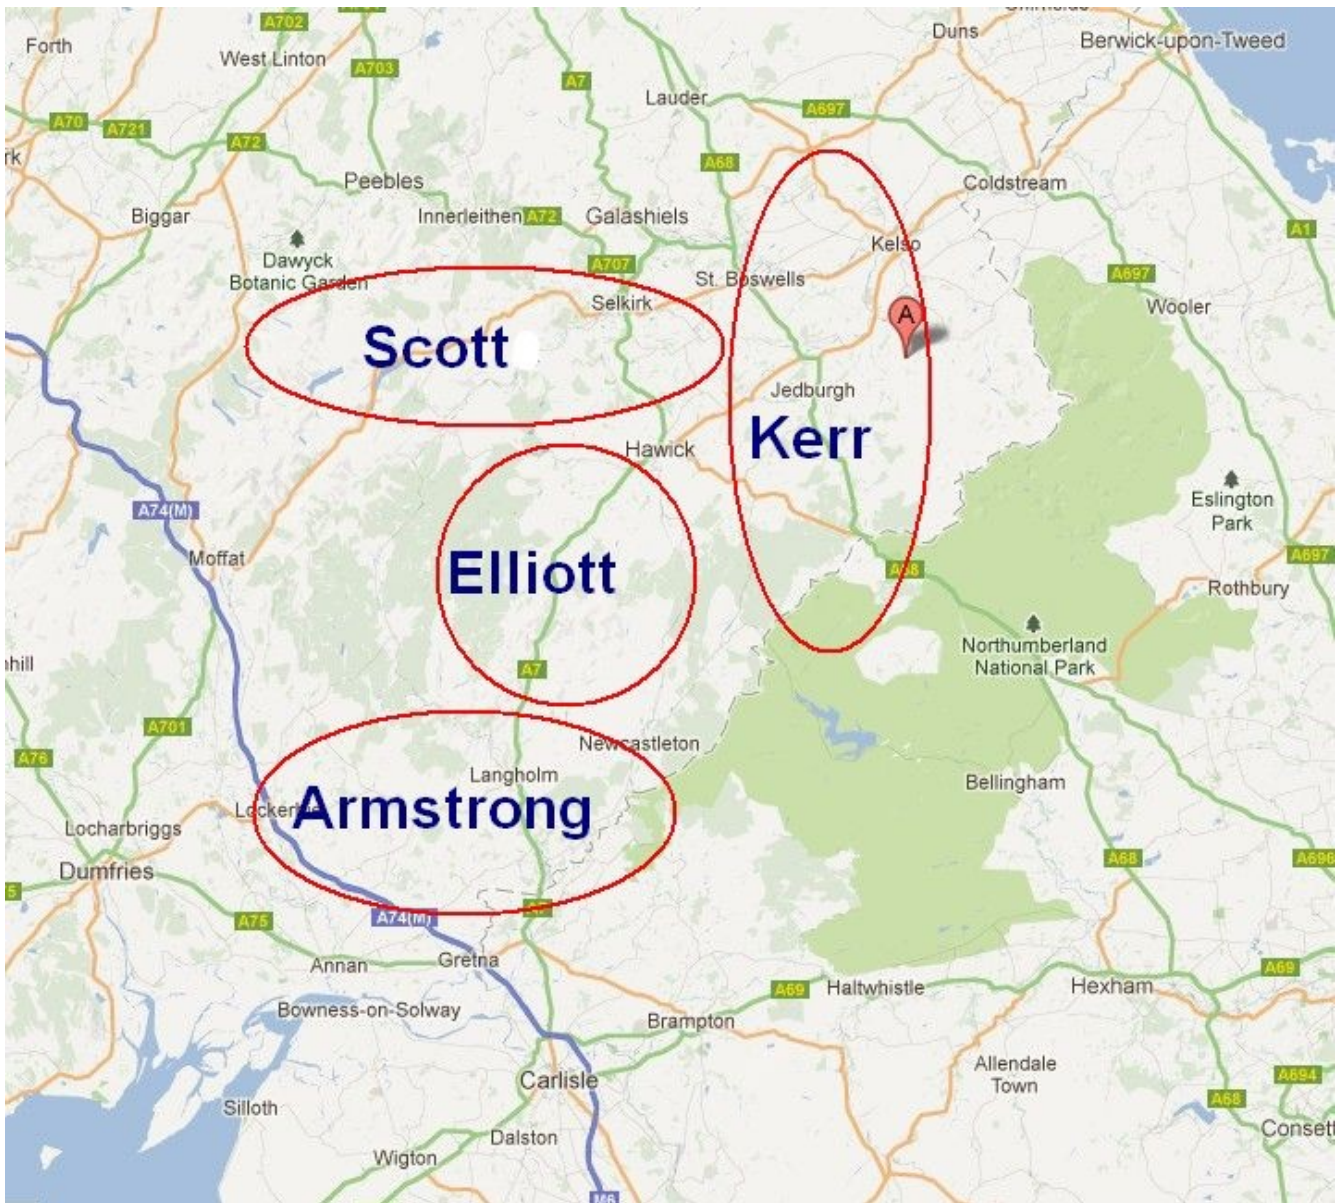 A702
Forth
West Linton
A703
A7
Duns
Berwick-upon-Tweed
Lauder
A697
A70
A721
A72
rk
A68
Peebles
Coldstream
Biggar
Innerleithen
A72
Galashiels
A1
Kelso
Dawyck
Botanic Garden
A707
St. Boswells
A697
Wooler
Selkirk
A
Scott
Jedburgh
Kerr
Hawick
A74(M)
Eslington
Park
Moffat
Elliott
A68
A697
Rothbury
Northumberland
National Park
nhill
A7
A701
Newcastleton
A76
Langholm
Bellingham
Lockerbie
Armstrong
Locharbriggs
Dumfries
A68
A696
5
A75
A74(M)
A7
Annan
Gretna
A69
Haltwhistle
Hexham
A69
Bowness-on-Solway
Brampton
Allendale
Town
Carlisle
A694
Silloth
A68
Dalston
Consett
Wigton
M6